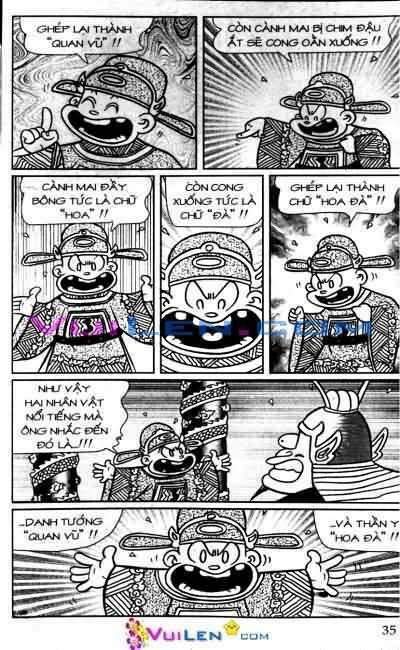 GHÉP LẠI THÀNH
"QUAN VŨ" !!
CÒN CÀNH MAI BỊ CHIM ĐẬU
ẮT SẼ CONG OẰN XUỐNG !!
CÀNH MAI ĐẦY
BÔNG TỨC LÀ CHỮ
"HOA" !!
CÒN CONG
XUỐNG TỨC LÀ
CHỮ "ĐÀ" !!
GHÉP LẠI THÀNH
CHỮ "HOA ĐÀ" !!
VUILEN.COM
NHƯ VẬY
HAI NHÂN VẬT
NỔI TIẾNG MÀ
ÔNG NHẮC ĐẾN
ĐÓ LÀ...!!!
...DANH TƯỚNG
"QUAN VŨ" !!
...VÀ THẦN Y
"HOA ĐÀ" !!
35
VUILEN.COM